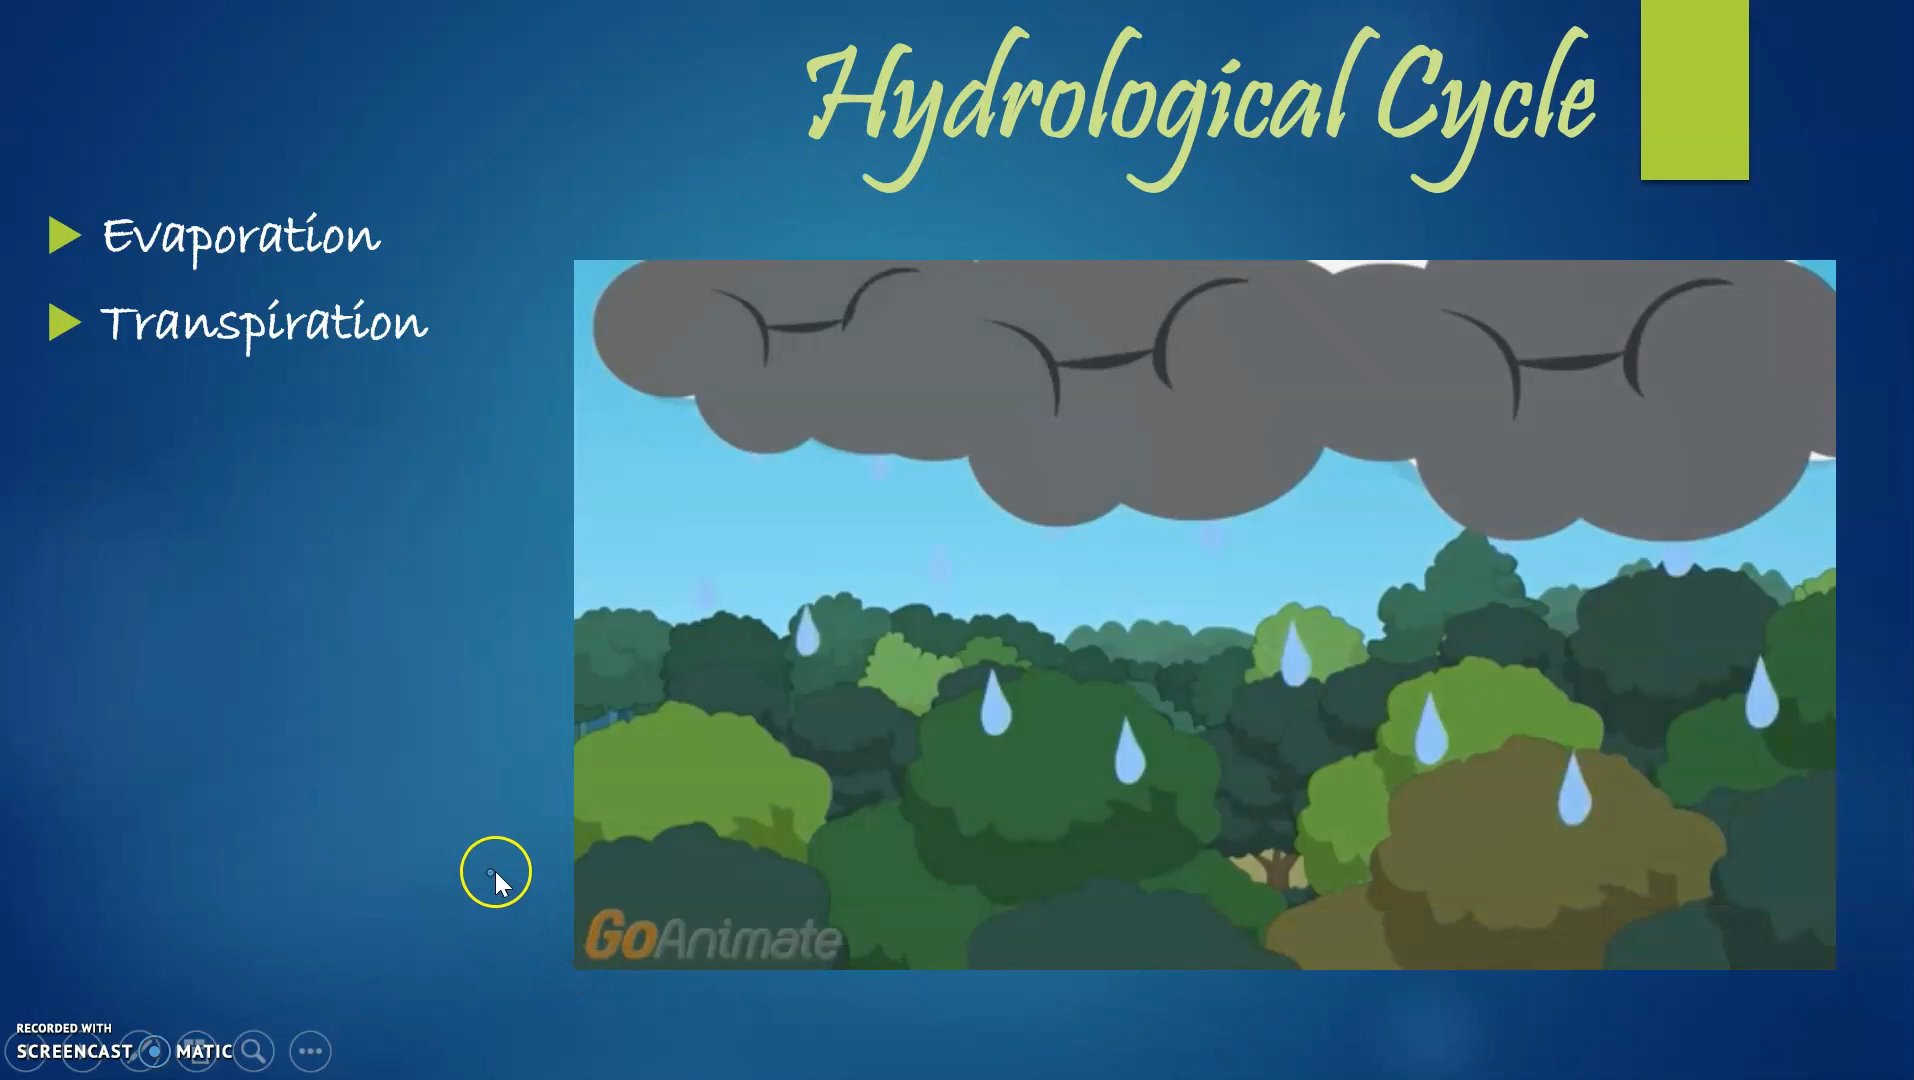 Hydrological Cycle
Evaporation
Transpiration
GoAnimate
RECORDED WITH
SCREENCAST MATIC